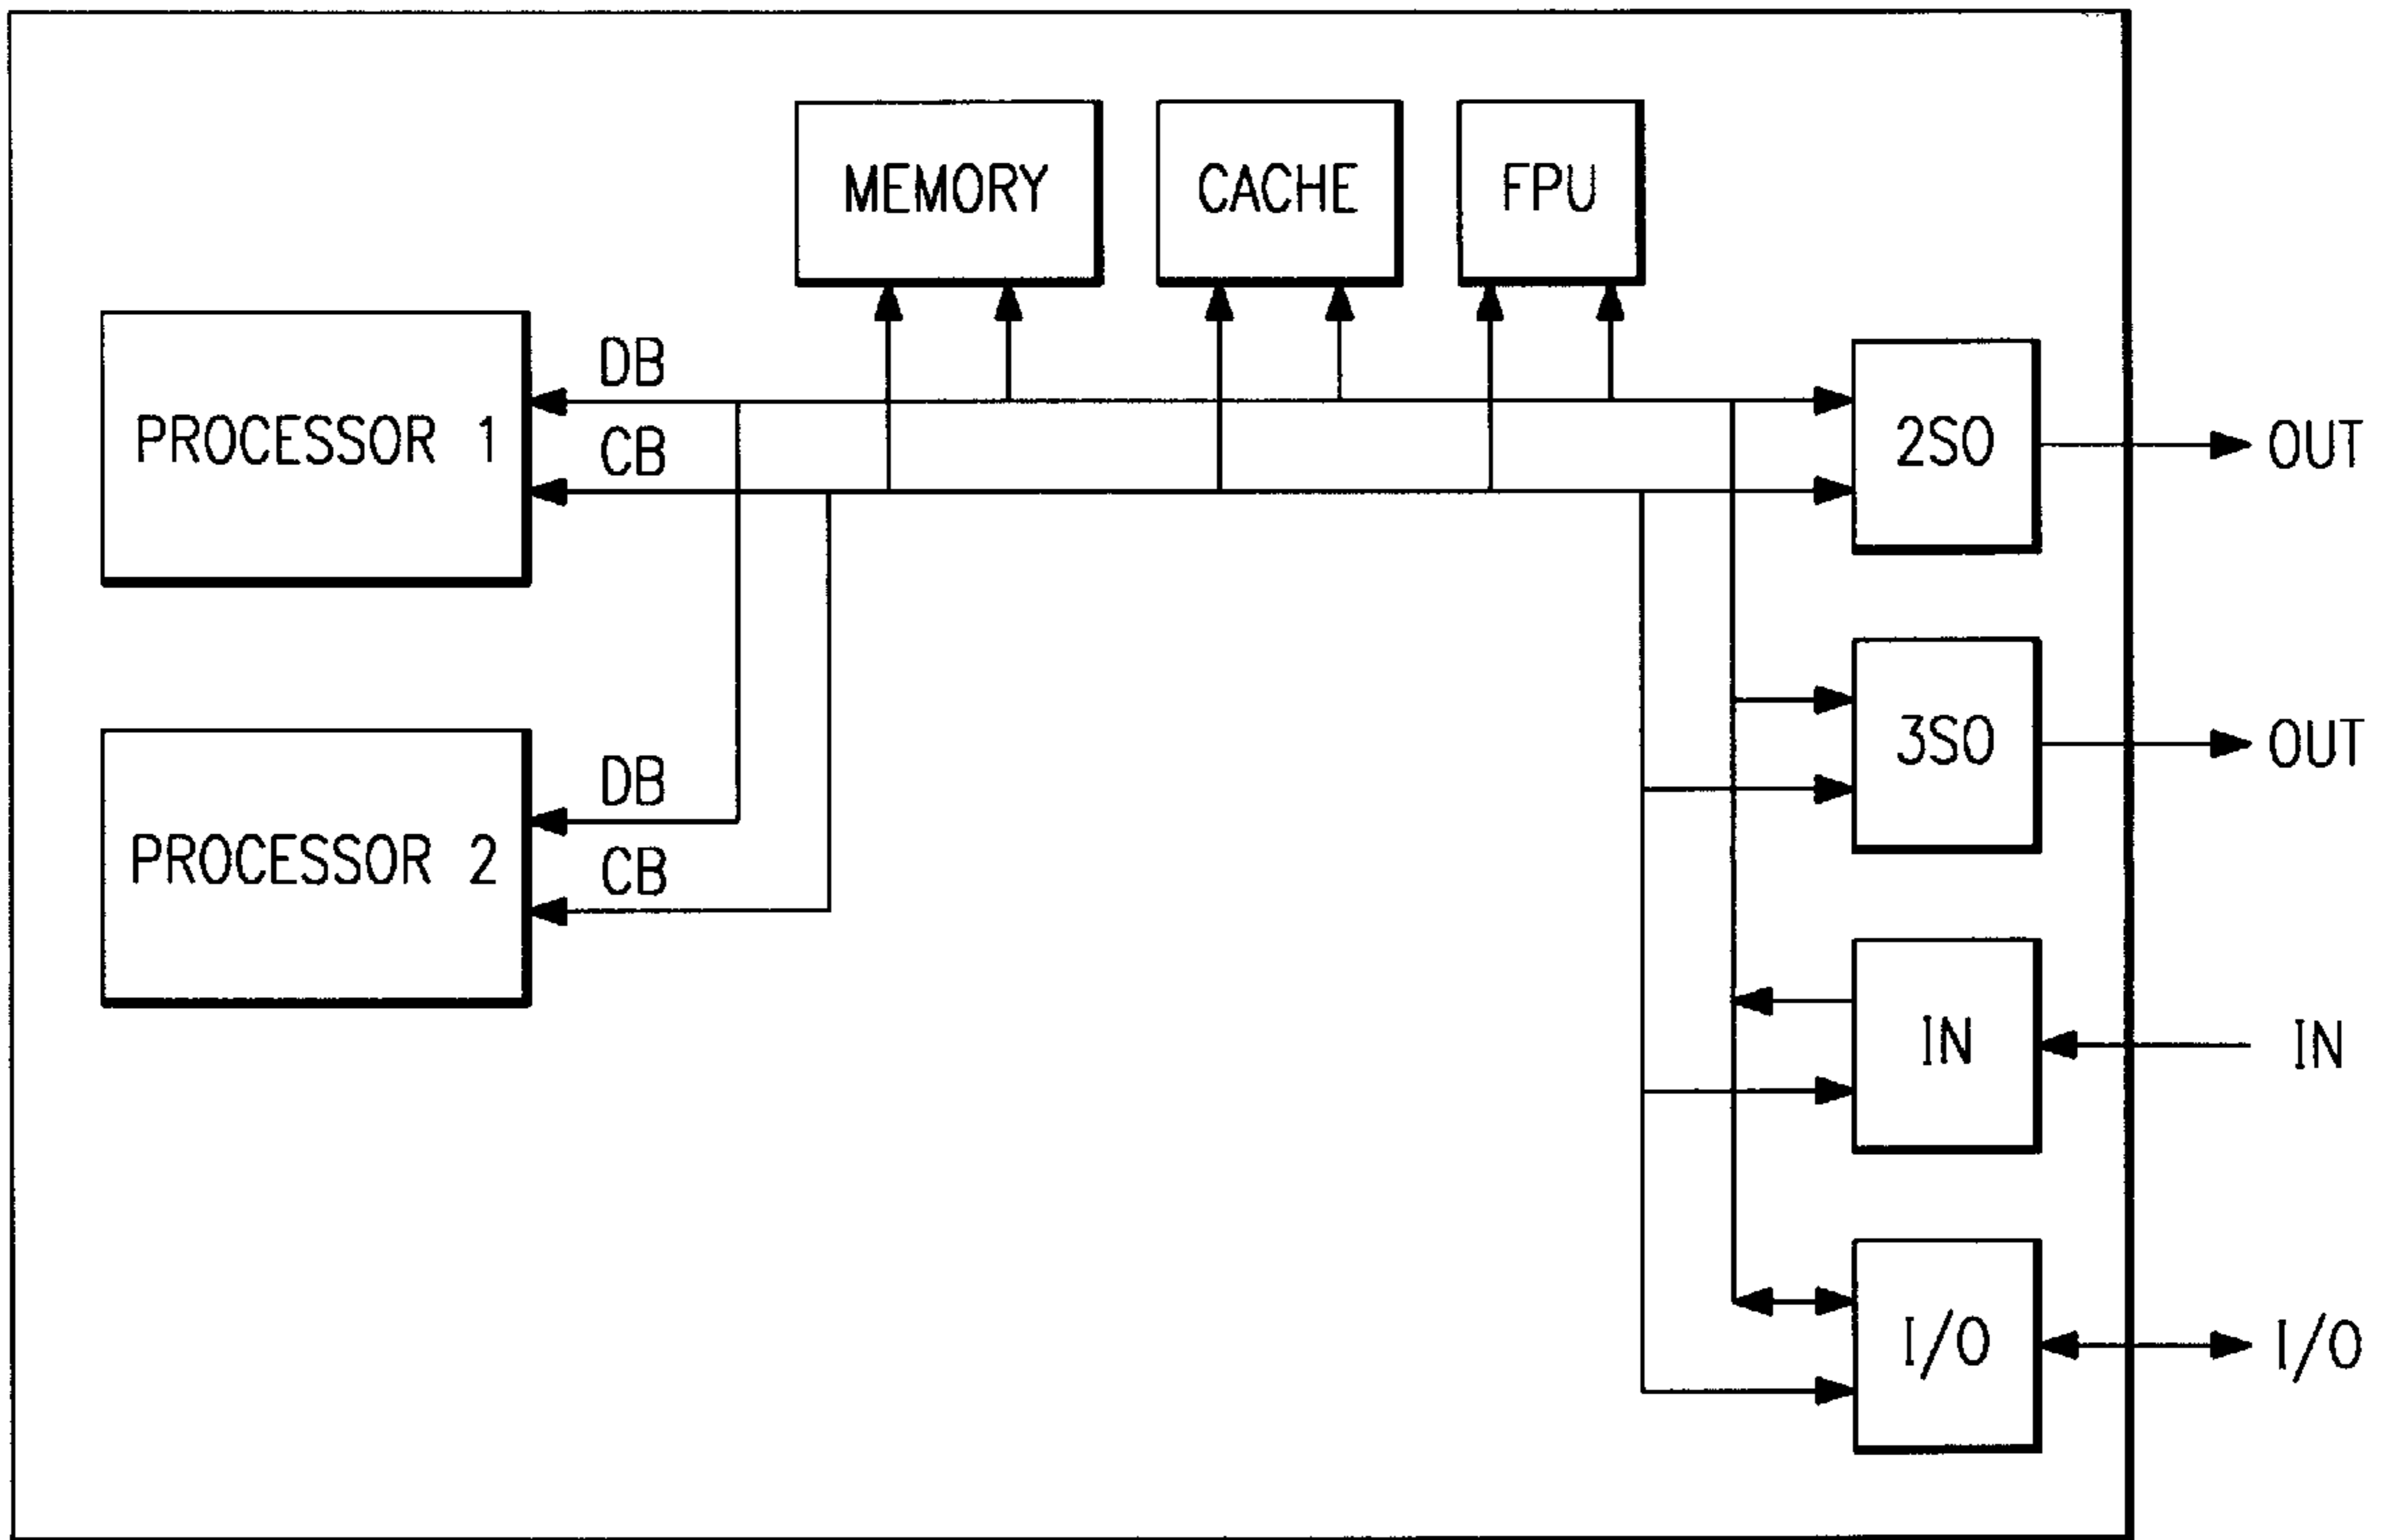 MEMORY
CACHE
FPU
PROCESSOR 1
DB
CB
2SO
OUT
3SO
OUT
PROCESSOR 2
DB
CB
IN
IN
I/O
I/O